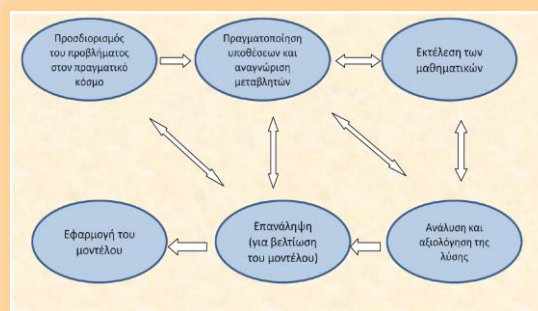 Προσδιορισμός
του προβλήματος
στον πραγματικό
κόσμο
Πραγματοποίηση
υποθέσεων και
αναγνώριση
μεταβλητών
Εκτέλεση των
μαθηματικών
Εφαρμογή του
μοντέλου
Επανάληψη
(για βελτίωση
του μοντέλου)
Ανάλυση και
αξιολόγηση της
λύσης